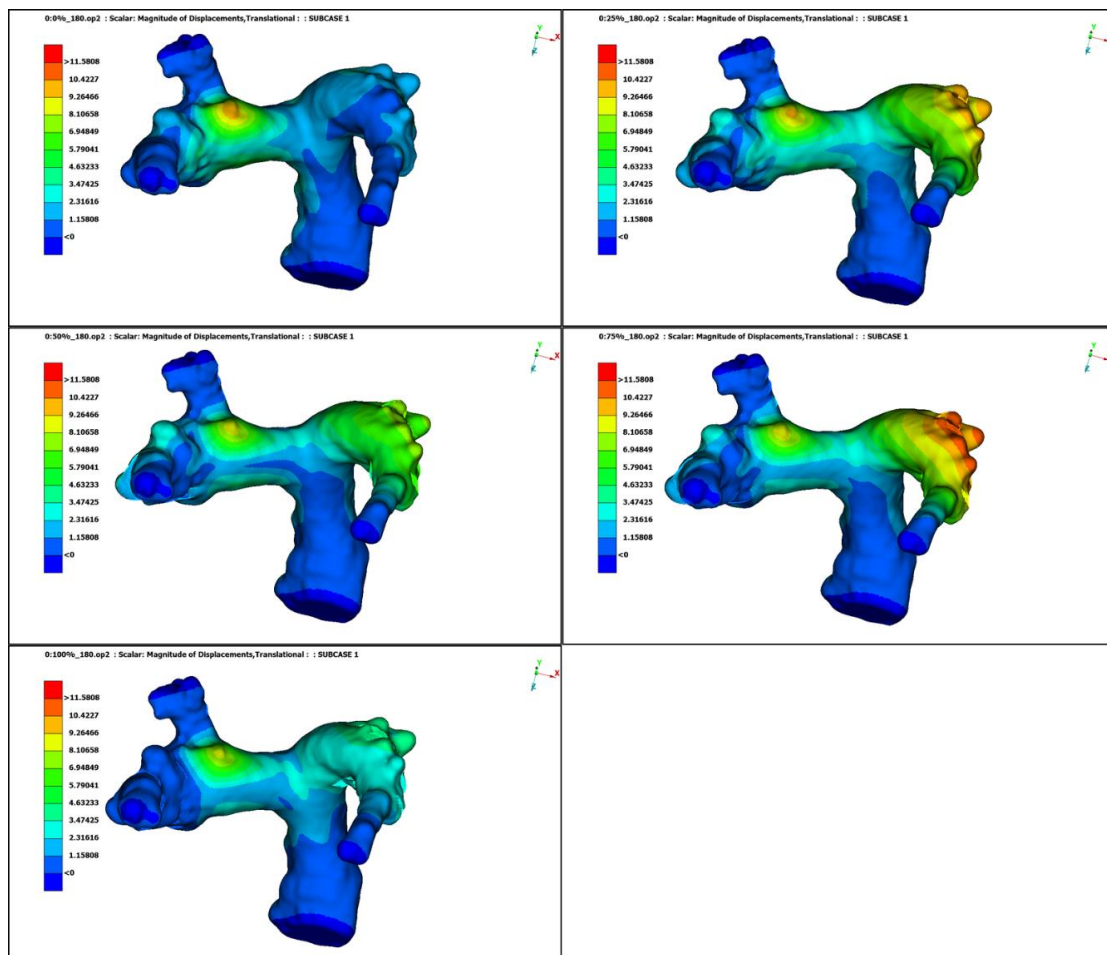 0:0%_180.op2 : Scalar: Magnitude of Displacements,Translational : : SUBCASE 1
>11.5808
10.4227
9.26466
8.10658
6.94849
5.79041
4.63233
3.47425
2.31616
1.15808
<0
Y
X
Z
0:25%_180.op2 : Scalar: Magnitude of Displacements,Translational : : SUBCASE 1
>11.5808
10.4227
9.26466
8.10658
6.94849
5.79041
4.63233
3.47425
2.31616
1.15808
<0
Y
X
Z
0:50%_180.op2 : Scalar: Magnitude of Displacements,Translational : : SUBCASE 1
>11.5808
10.4227
9.26466
8.10658
6.94849
5.79041
4.63233
3.47425
2.31616
1.15808
<0
Y
X
Z
0:75%_180.op2 : Scalar: Magnitude of Displacements,Translational : : SUBCASE 1
>11.5808
10.4227
9.26466
8.10658
6.94849
5.79041
4.63233
3.47425
2.31616
1.15808
<0
Y
X
Z
0:100%_180.op2 : Scalar: Magnitude of Displacements,Translational : : SUBCASE 1
>11.5808
10.4227
9.26466
8.10658
6.94849
5.79041
4.63233
3.47425
2.31616
1.15808
<0
Y
X
Z